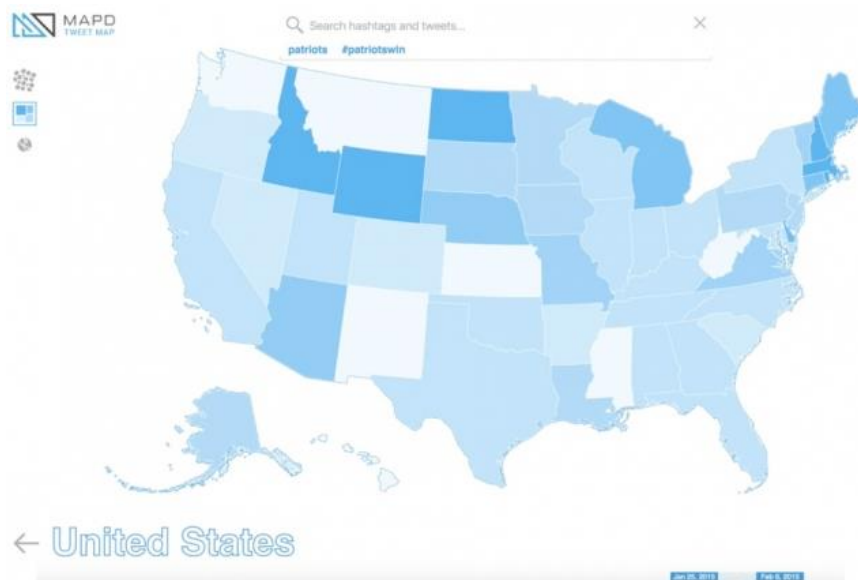 MAPD
TWEET MAP
Search hashtags and tweets...
patriots #patriotswin
United States
Jan 25, 2015 Feb 6, 2015